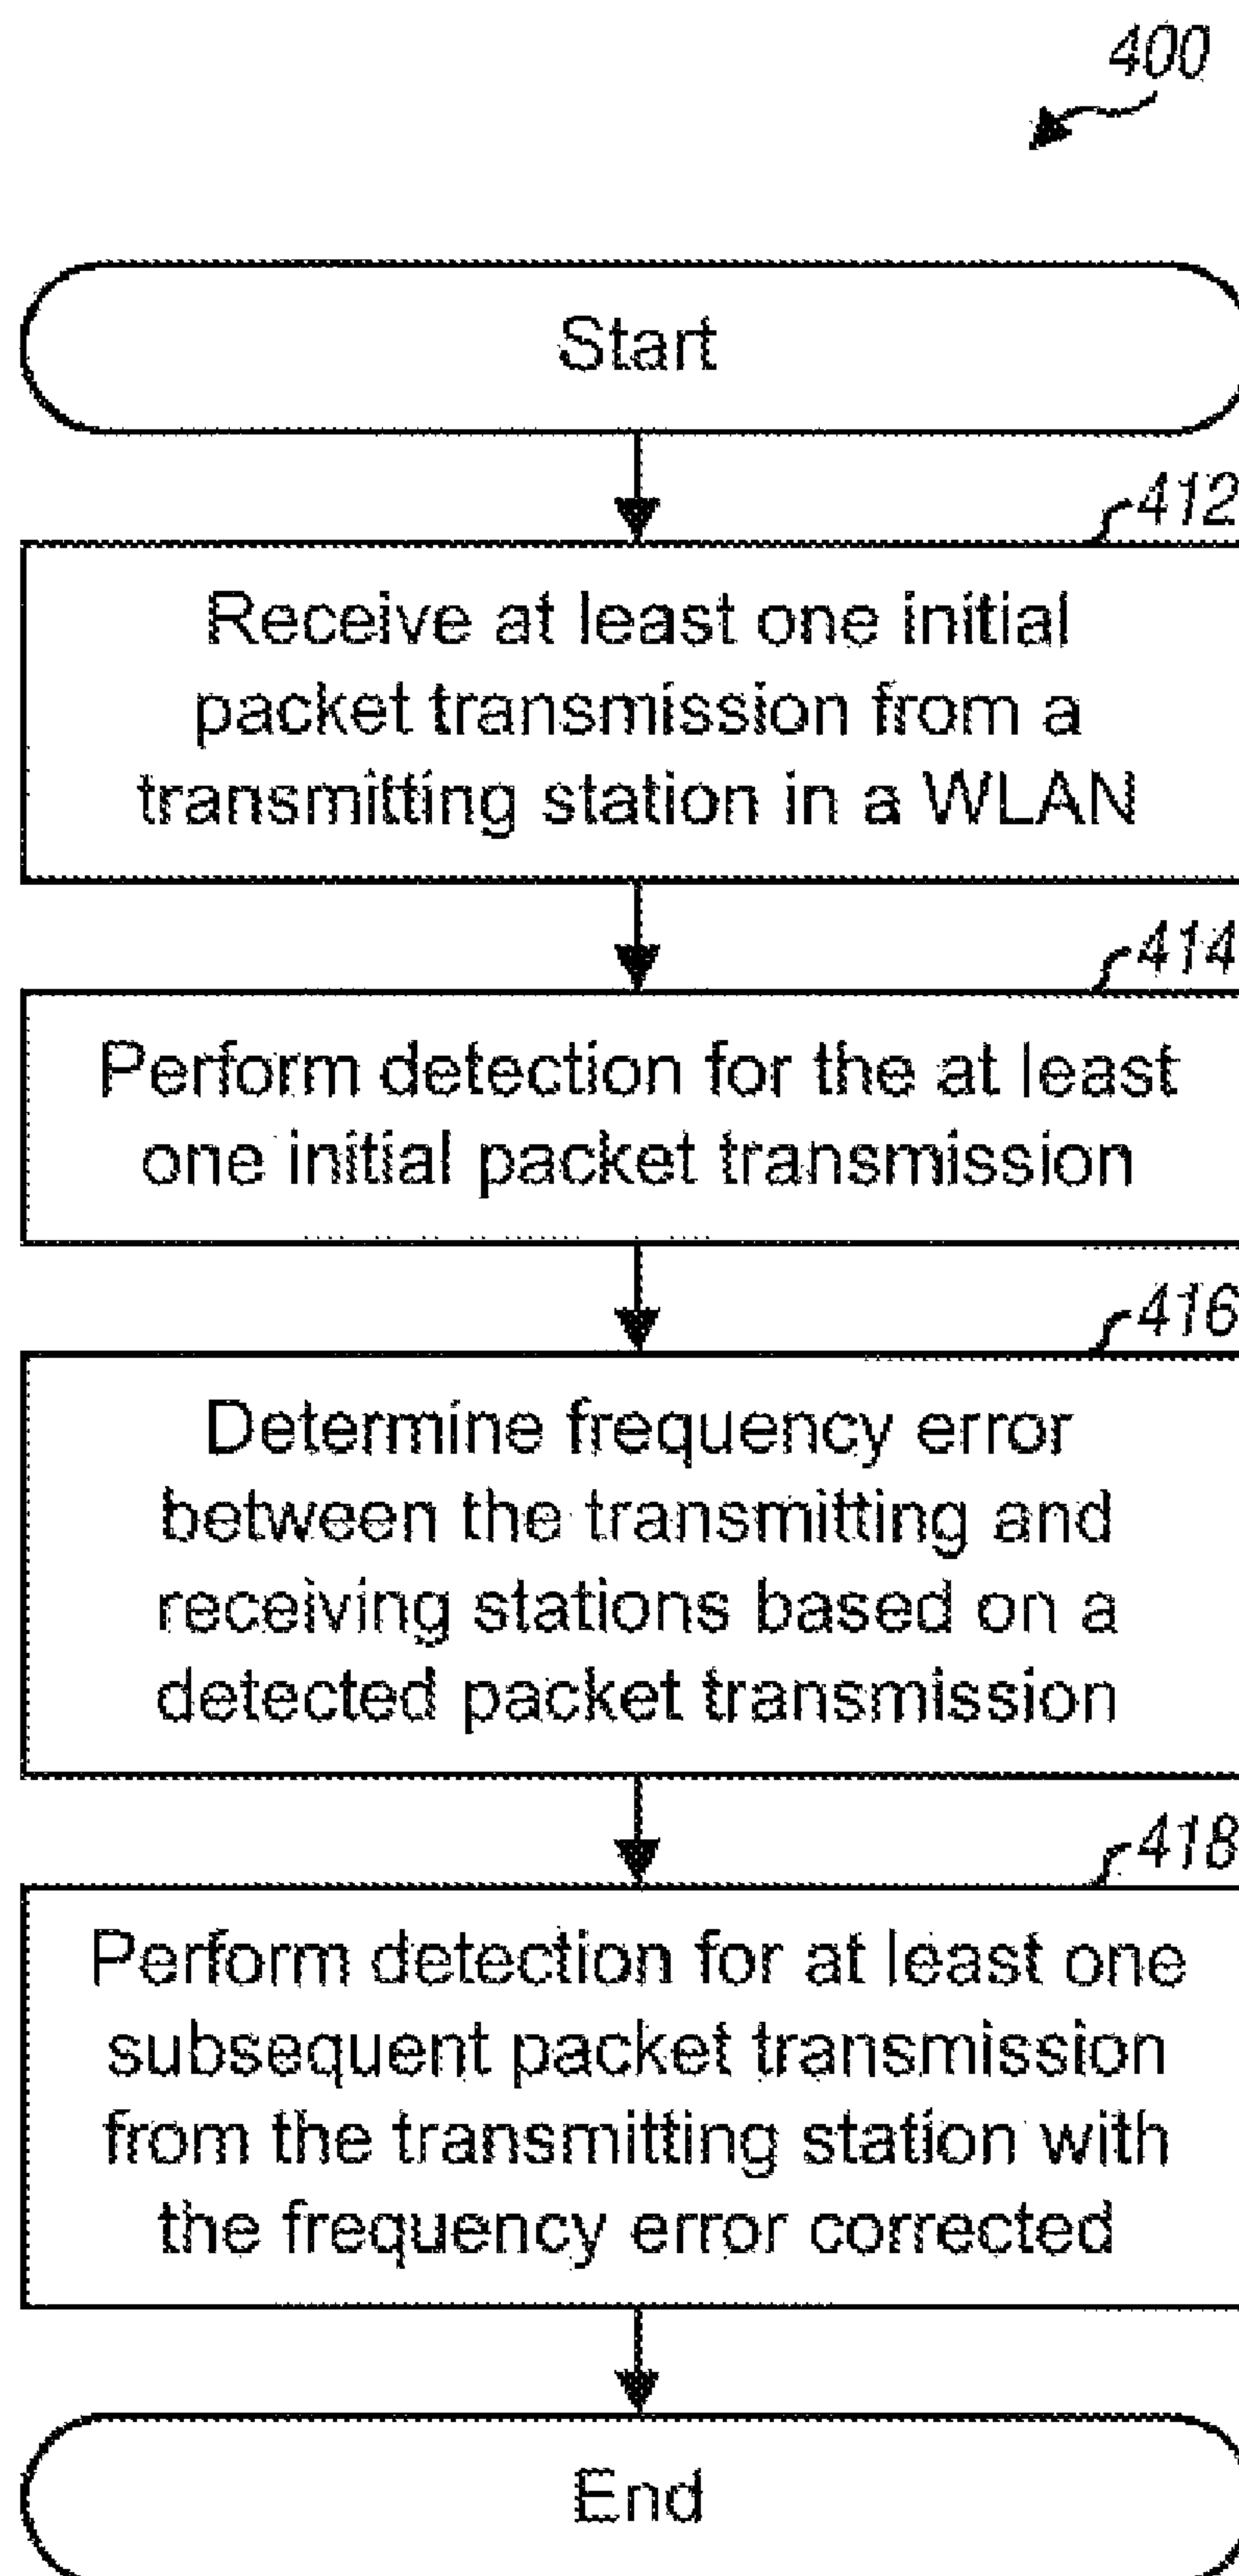 400
Start
412
Receive at least one initial
packet transmission from a
transmitting station in a WLAN
414
Perform detection for the at least
one initial packet transmission
416
Determine frequency error
between the transmitting and
receiving stations based on a
detected packet transmission
418
Perform detection for at least one
subsequent packet transmission
from the transmitting station with
the frequency error corrected
End